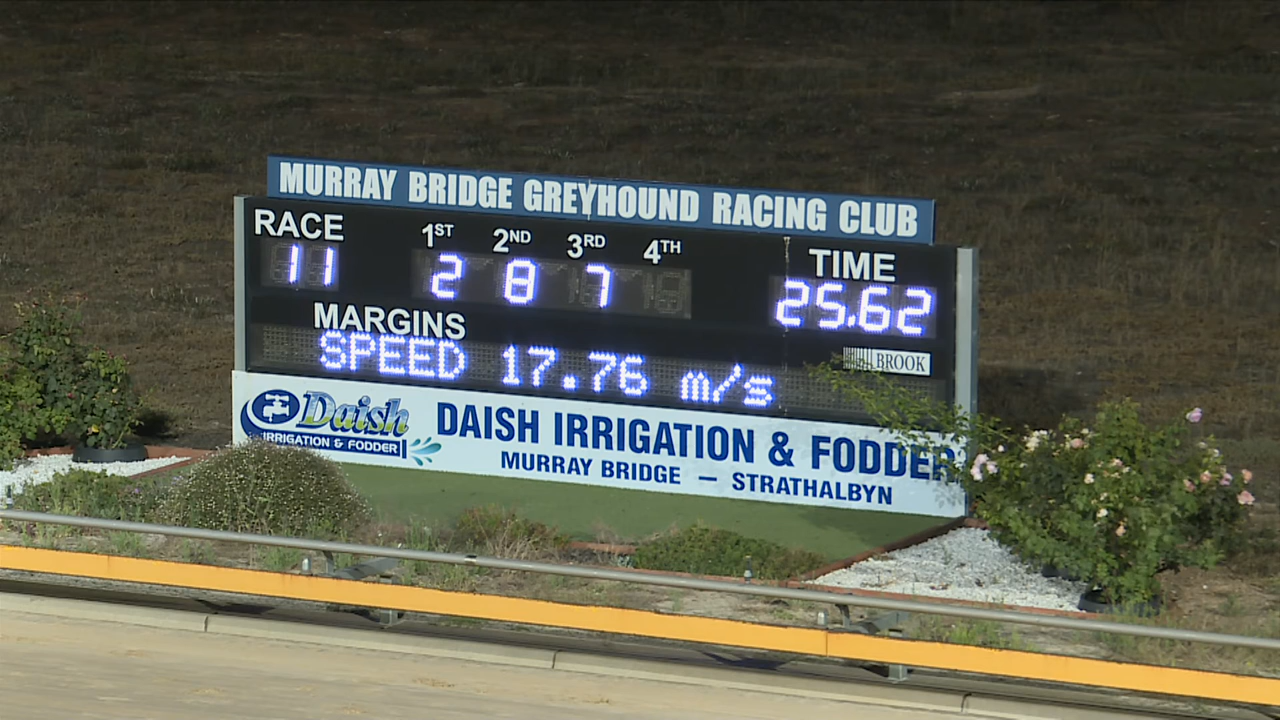 MURRAY BRIDGE GREYHOUND RACING CLUB
RACE 1ST 2ND 3RD 4TH TIME
11 2 8 7 25.62
MARGINS
SPEED 17.76 m/s
BROOK
Daish
IRRIGATION & FODDER
DAISH IRRIGATION & FODDER
MURRAY BRIDGE — STRATHALBYN